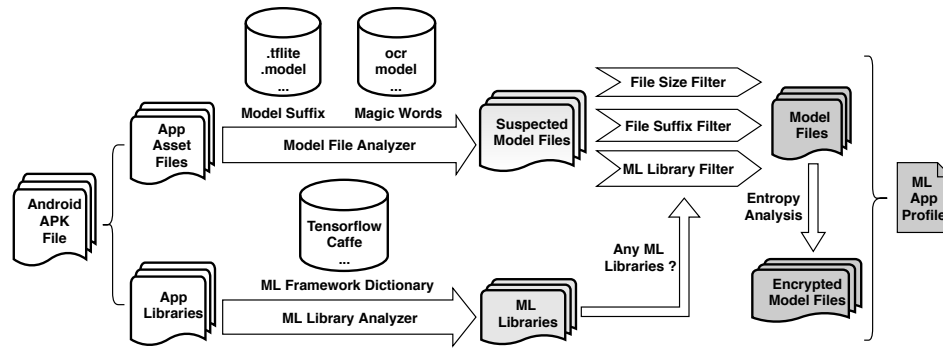 .tflite
.model
...
Model Suffix
ocr
model
...
Magic Words
Android
APK
File
App
Asset
Files
Model File Analyzer
Suspected
Model Files
File Size Filter
File Suffix Filter
ML Library Filter
Model
Files
Entropy
Analysis
ML
App
Profile
Tensorflow
Caffe
...
ML Framework Dictionary
App
Libraries
ML Library Analyzer
ML
Libraries
Any ML
Libraries ?
Encrypted
Model Files